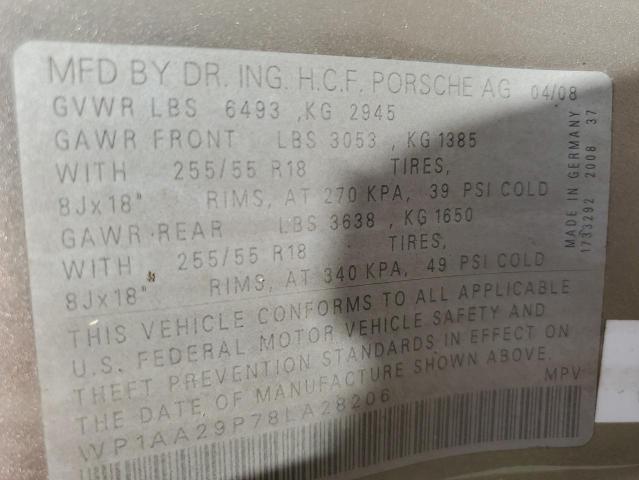 MFD BY DR. ING. H.C.F. PORSCHE AG 04/08
GVWR LBS 6493 ,KG 2945
GAWR FRONT LBS 3053 , KG 1385
WITH 255/55 R18 TIRES,
8Jx18" RIMS, AT 270 KPA, 39 PSI COLD
GAWR REAR LBS 3638 , KG 1650
WITH 255/55 R18 TIRES,
8Jx18" RIMS, AT 340 KPA, 49 PSI COLD
THIS VEHICLE CONFORMS TO ALL APPLICABLE
U.S. FEDERAL MOTOR VEHICLE SAFETY AND
THEFT PREVENTION STANDARDS IN EFFECT ON
THE DATE OF MANUFACTURE SHOWN ABOVE.
WP1AA29P78LA28206 MPV
MADE IN GERMANY
1733292 2008 37